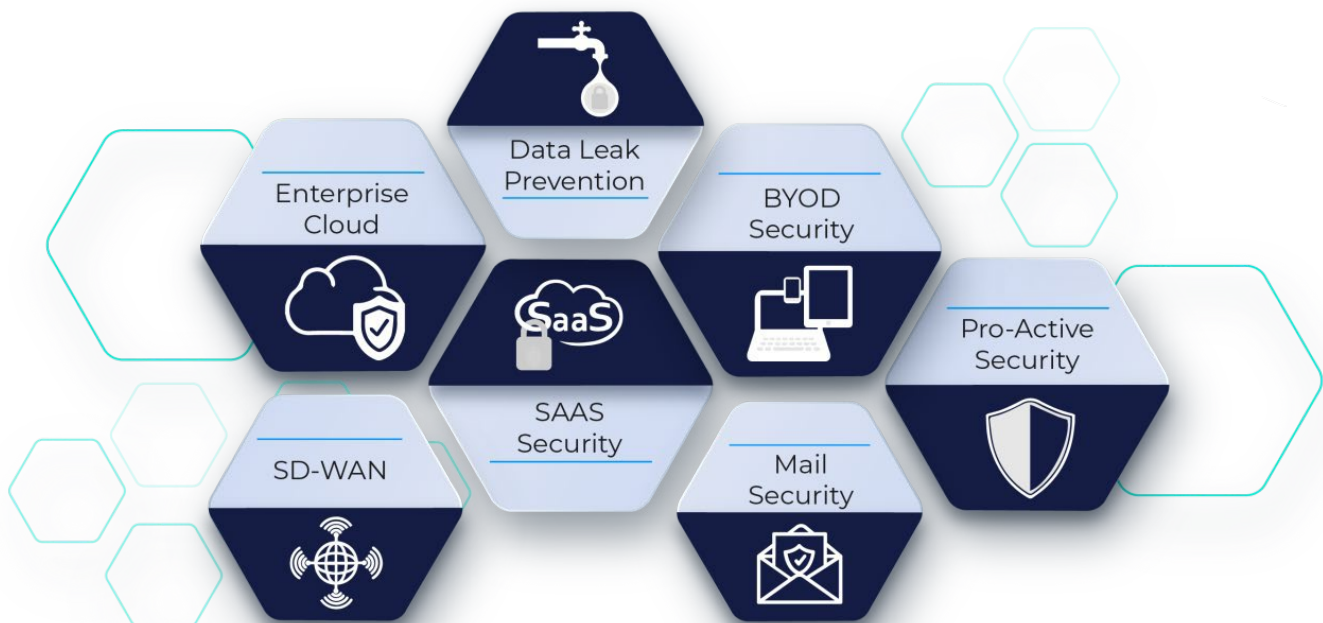 Data Leak
Prevention
Enterprise
Cloud
BYOD
Security
SaaS
Pro-Active
Security
SAAS
Security
SD-WAN
Mail
Security